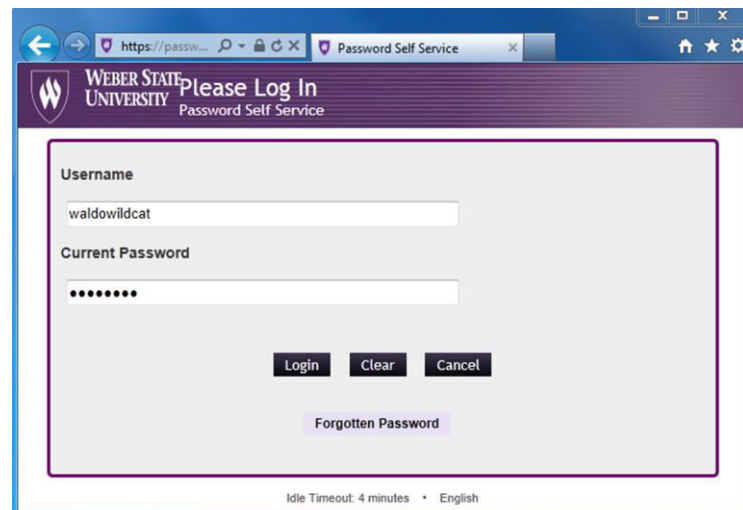 https://passw...
Password Self Service
WEBER STATE
UNIVERSITY
Please Log In
Password Self Service
Username
waldowildcat
Current Password
••••••••
Login Clear Cancel
Forgotten Password
Idle Timeout: 4 minutes • English